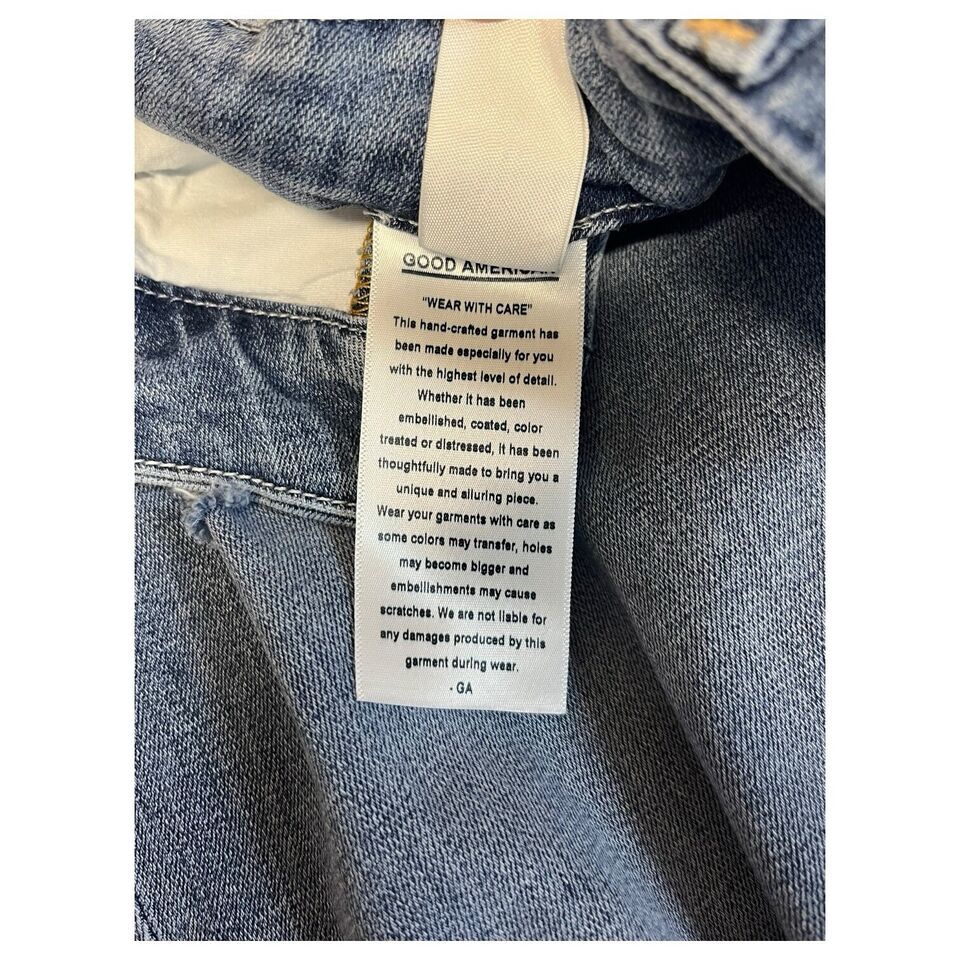 GOOD AMERICAN
"WEAR WITH CARE"
This hand-crafted garment has
been made especially for you
with the highest level of detail.
Whether it has been
embellished, coated, color
treated or distressed, it has been
thoughtfully made to bring you a
unique and alluring piece.
Wear your garments with care as
some colors may transfer, holes
may become bigger and
embellishments may cause
scratches. We are not liable for
any damages produced by this
garment during wear.
- GA